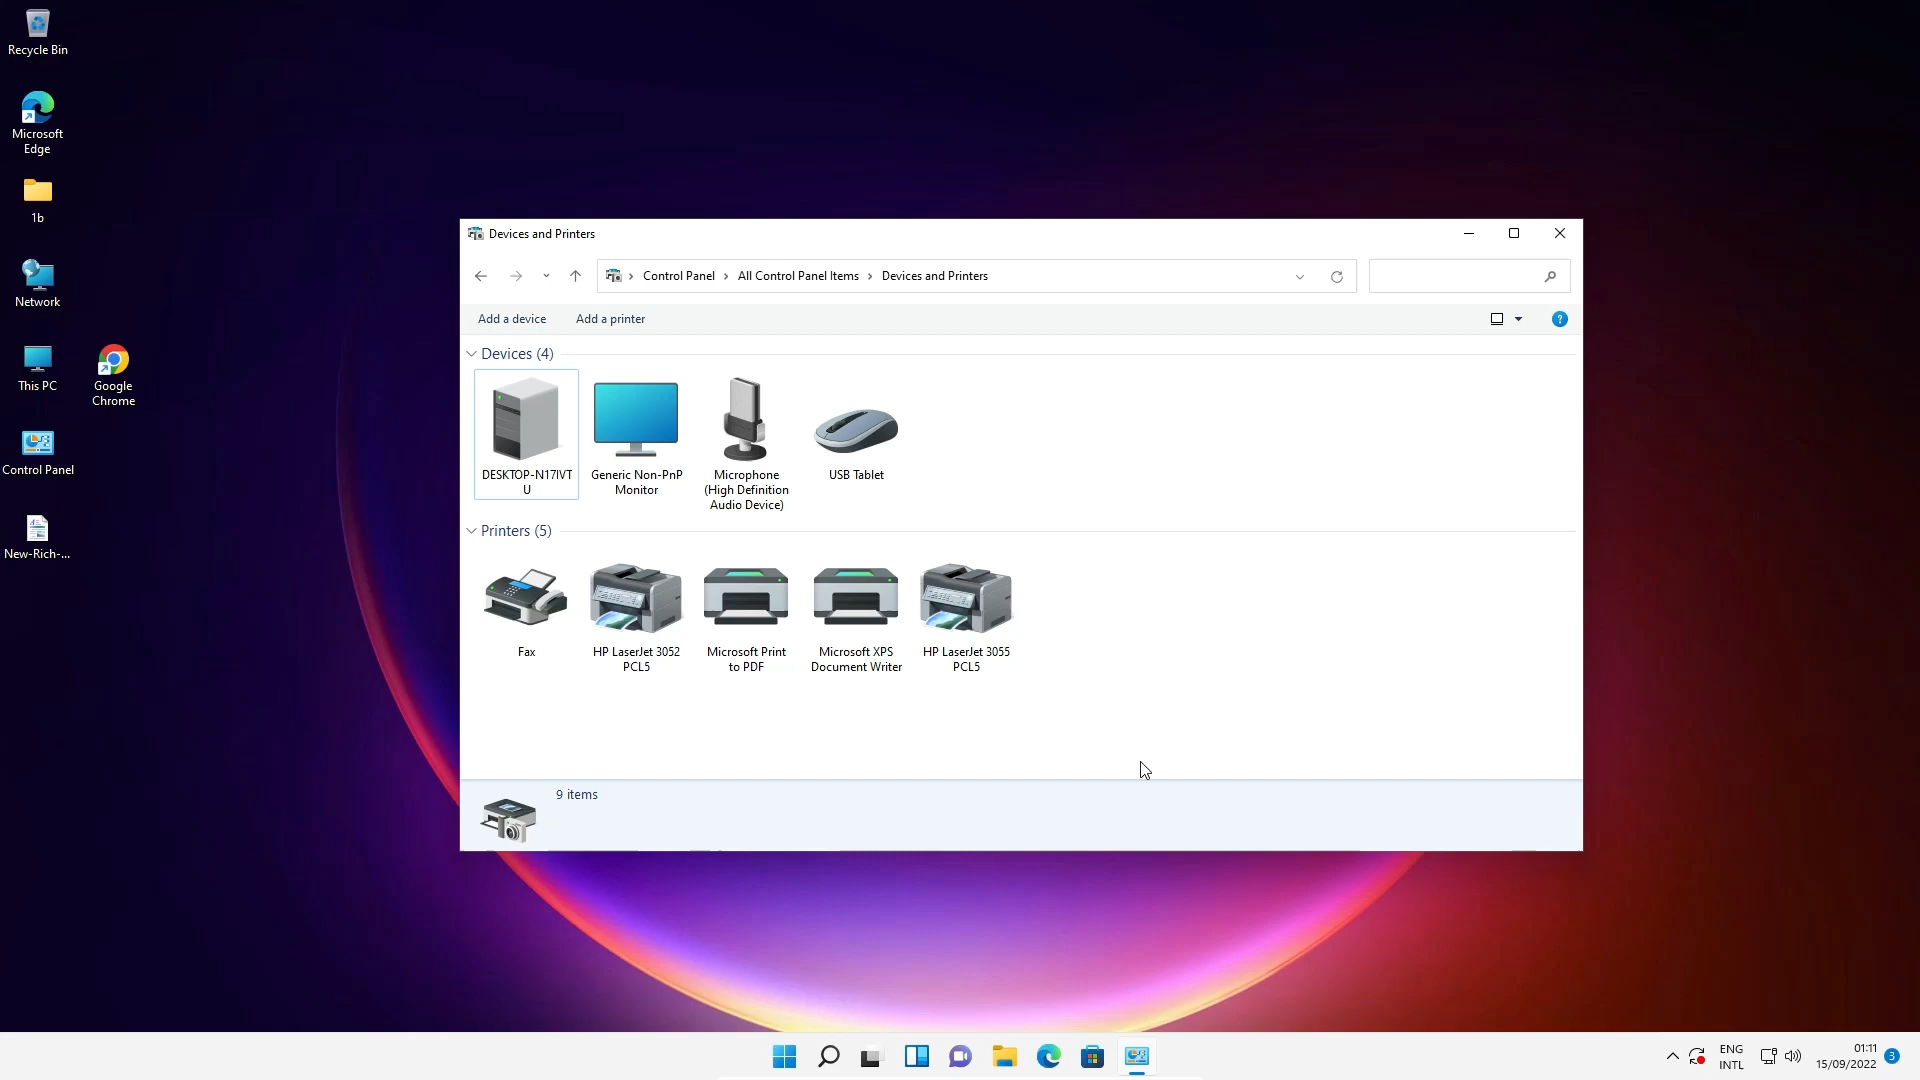 Recycle Bin
Microsoft
Edge
1b
Network
This PC
Google
Chrome
Control Panel
New-Rich-...
Devices and Printers
Control Panel
All Control Panel Items
Devices and Printers
Add a device
Add a printer
?
Devices (4)
DESKTOP-N17IVT
U
Generic Non-PnP
Monitor
Microphone
(High Definition
Audio Device)
USB Tablet
Printers (5)
Fax
HP LaserJet 3052
PCL5
Microsoft Print
to PDF
Microsoft XPS
Document Writer
HP LaserJet 3055
PCL5
9 items
ENG
INTL
01:11
15/09/2022
3